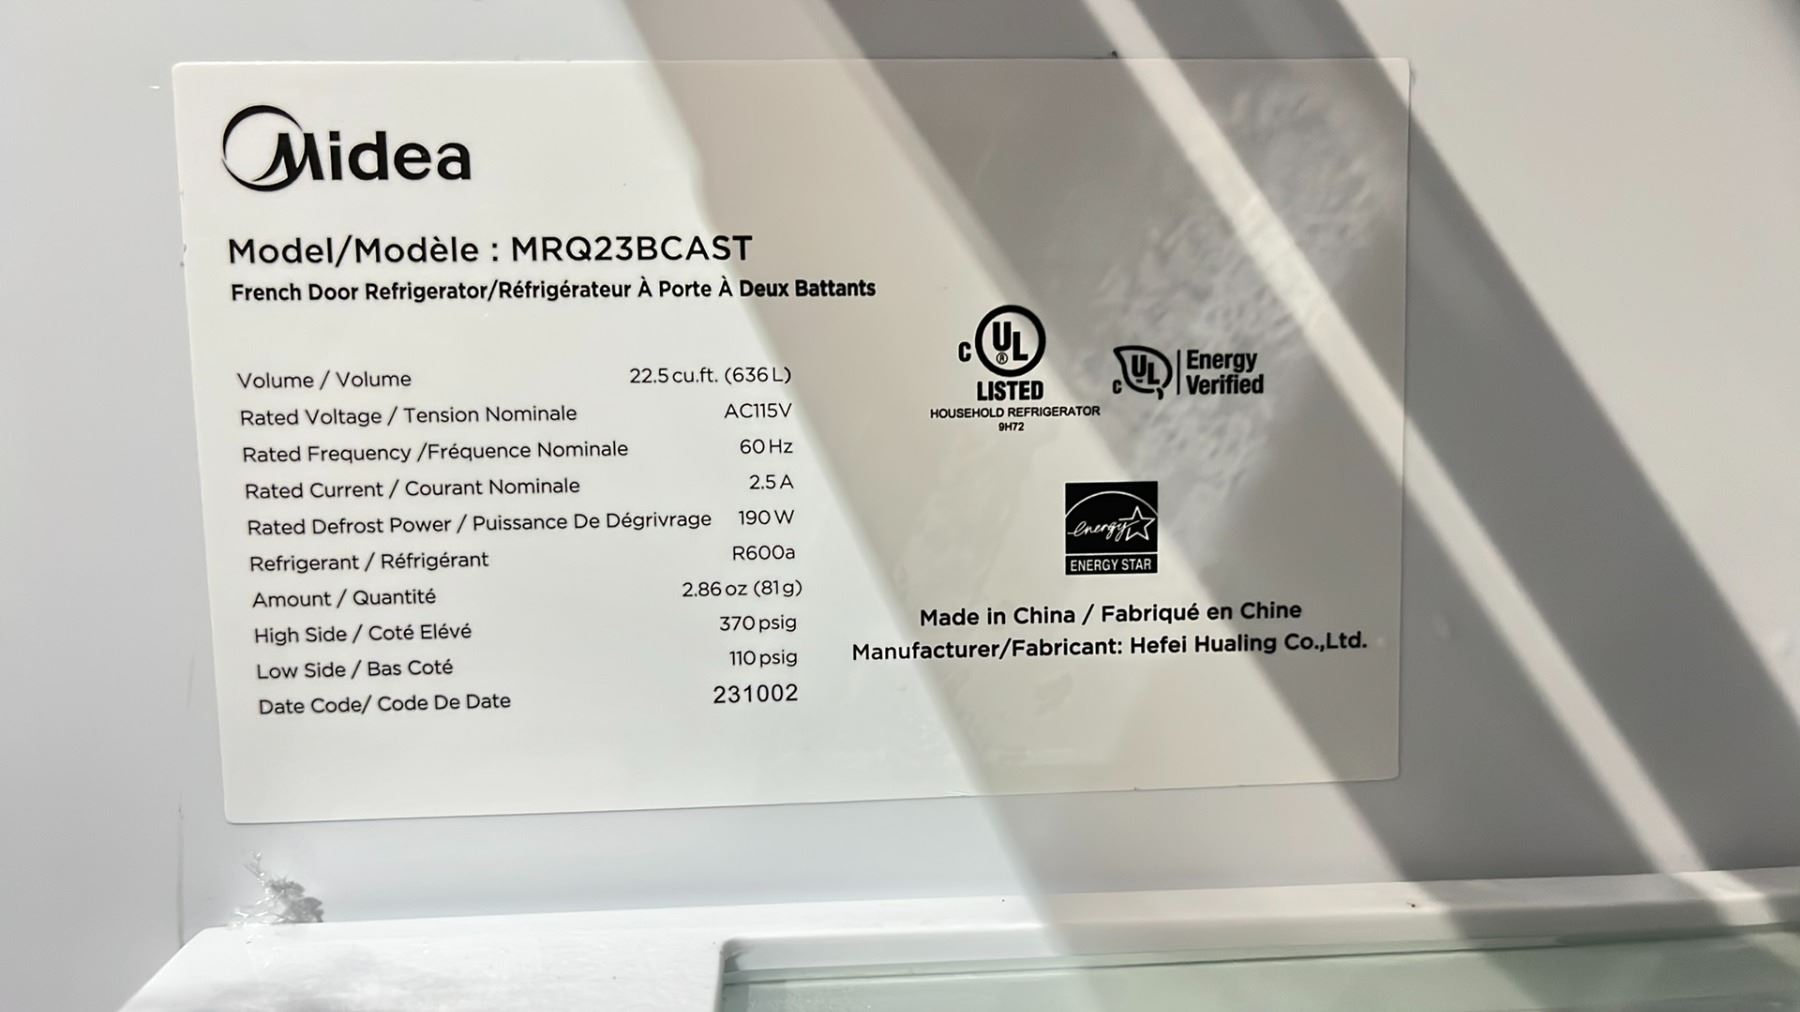 Midea
Model/Modèle : MRQ23BCAST
French Door Refrigerator/Réfrigérateur À Porte À Deux Battants
Volume / Volume 22.5 cu.ft. (636 L)
Rated Voltage / Tension Nominale AC115V
Rated Frequency /Fréquence Nominale 60 Hz
Rated Current / Courant Nominale 2.5 A
Rated Defrost Power / Puissance De Dégrivrage 190 W
Refrigerant / Réfrigérant R600a
Amount / Quantité 2.86 oz (81 g)
High Side / Coté Elévé 370 psig
Low Side / Bas Coté 110 psig
Date Code/ Code De Date 231002
C UL ®
LISTED
HOUSEHOLD REFRIGERATOR
9H72
C UL Energy
Verified
energy
ENERGY STAR
Made in China / Fabriqué en Chine
Manufacturer/Fabricant: Hefei Hualing Co.,Ltd.